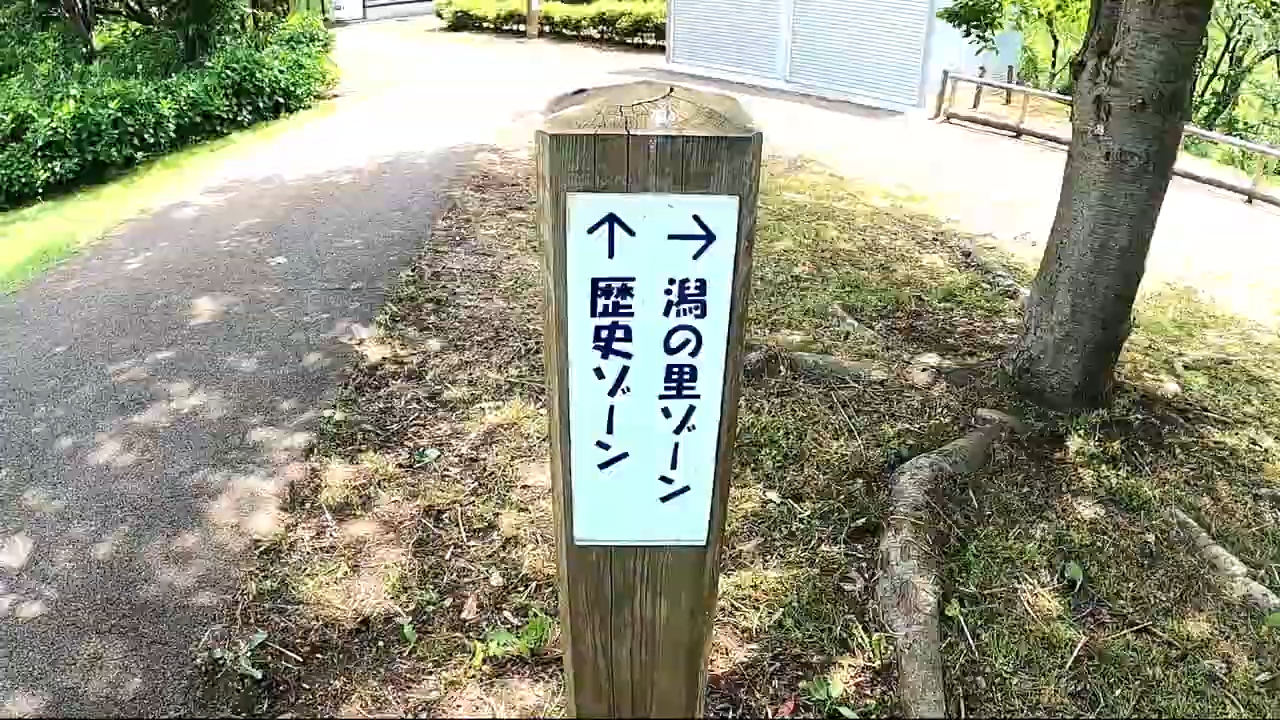 → 潟の里ゾーン
↑ 歴史ゾーン